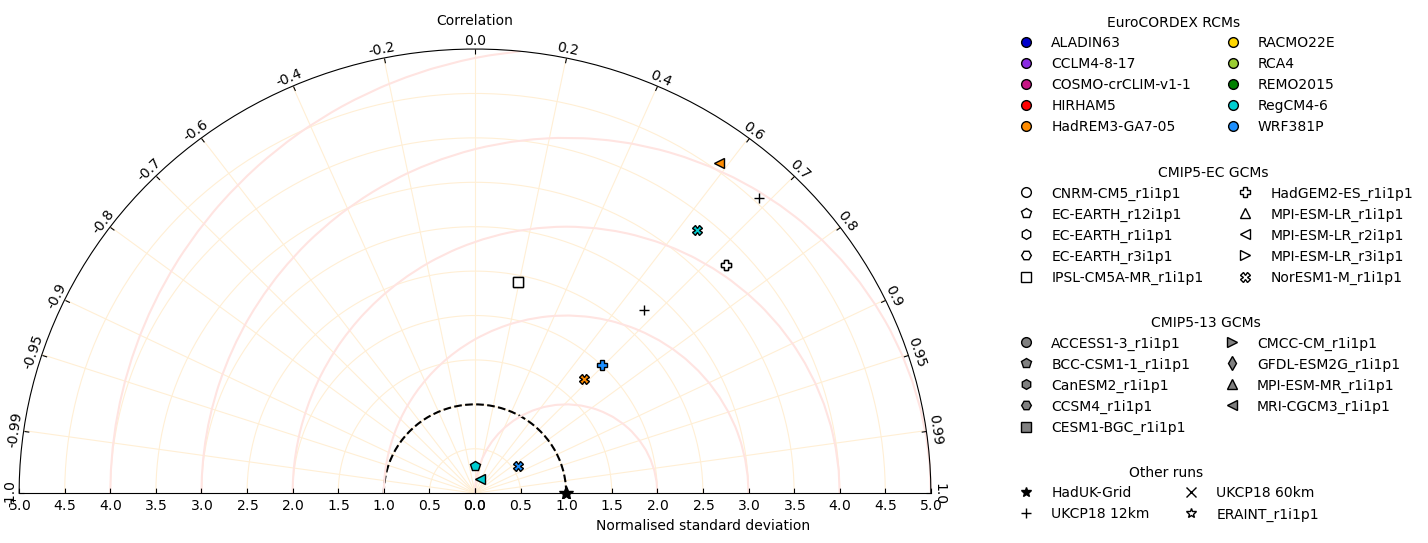 Correlation
0.0
-0.2
0.2
-0.4
0.4
-0.6
0.6
-0.7
0.7
-0.8
0.8
-0.9
0.9
-0.95
0.95
-0.99
0.99
-1.0
1.0
5.0 4.5 4.0 3.5 3.0 2.5 2.0 1.5 1.0 0.5 0.0 0.5 1.0 1.5 2.0 2.5 3.0 3.5 4.0 4.5 5.0
Normalised standard deviation
EuroCORDEX RCMs
ALADIN63 RACMO22E
CCLM4-8-17 RCA4
COSMO-crCLIM-v1-1 REMO2015
HIRHAM5 RegCM4-6
HadREM3-GA7-05 WRF381P
CMIP5-EC GCMs
CNRM-CM5_r1i1p1 HadGEM2-ES_r1i1p1
EC-EARTH_r12i1p1 MPI-ESM-LR_r1i1p1
EC-EARTH_r1i1p1 MPI-ESM-LR_r2i1p1
EC-EARTH_r3i1p1 MPI-ESM-LR_r3i1p1
IPSL-CM5A-MR_r1i1p1 NorESM1-M_r1i1p1
CMIP5-13 GCMs
ACCESS1-3_r1i1p1 CMCC-CM_r1i1p1
BCC-CSM1-1_r1i1p1 GFDL-ESM2G_r1i1p1
CanESM2_r1i1p1 MPI-ESM-MR_r1i1p1
CCSM4_r1i1p1 MRI-CGCM3_r1i1p1
CESM1-BGC_r1i1p1
Other runs
HadUK-Grid UKCP18 60km
UKCP18 12km ERAINT_r1i1p1